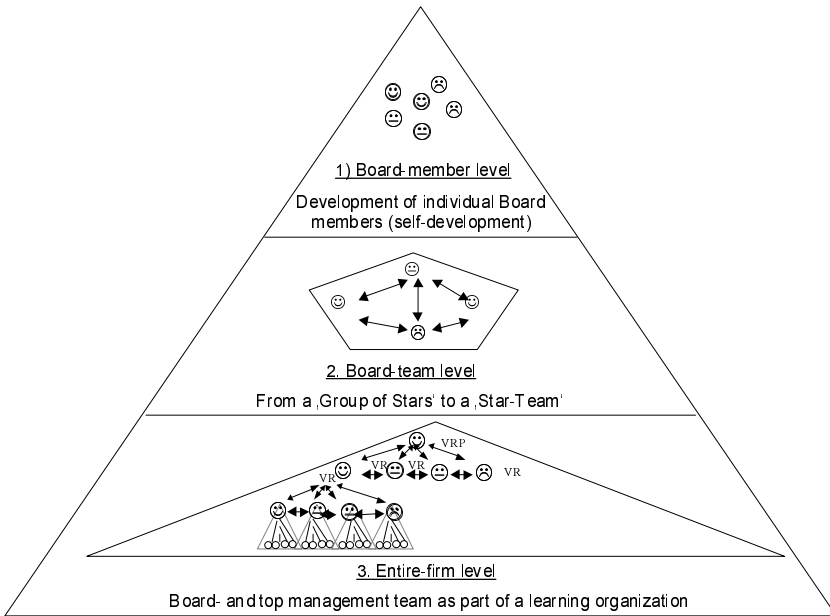 1) Board-member level
Development of individual Board
members (self-development)
2. Board-team level
From a ‚Group of Stars‘ to a ‚Star-Team‘
VRP
VR VR VR
VR
3. Entire-firm level
Board- and top management team as part of a learning organization